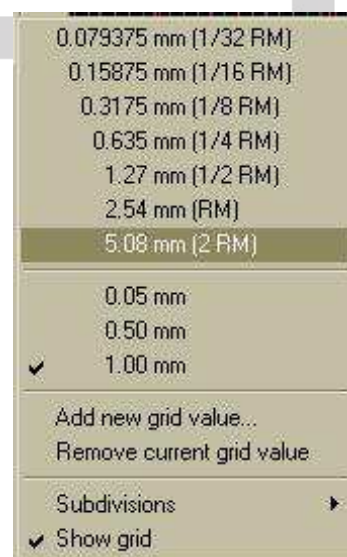 0.079375 mm (1/32 RM)
0.15875 mm (1/16 RM)
0.3175 mm (1/8 RM)
0.635 mm (1/4 RM)
1.27 mm (1/2 RM)
2.54 mm (RM)
5.08 mm (2 RM)
0.05 mm
0.50 mm
1.00 mm
Add new grid value...
Remove current grid value
Subdivisions
Show grid